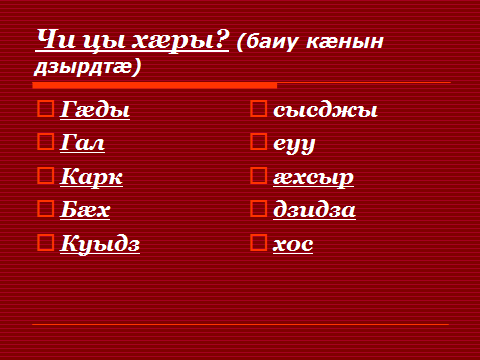 Чи цы хæры? (баиу кæнын
дзырдтæ)
Гæды
Гал
Карк
Бæх
Куыдз
сысджы
еуу
æхсыр
дзидза
хос